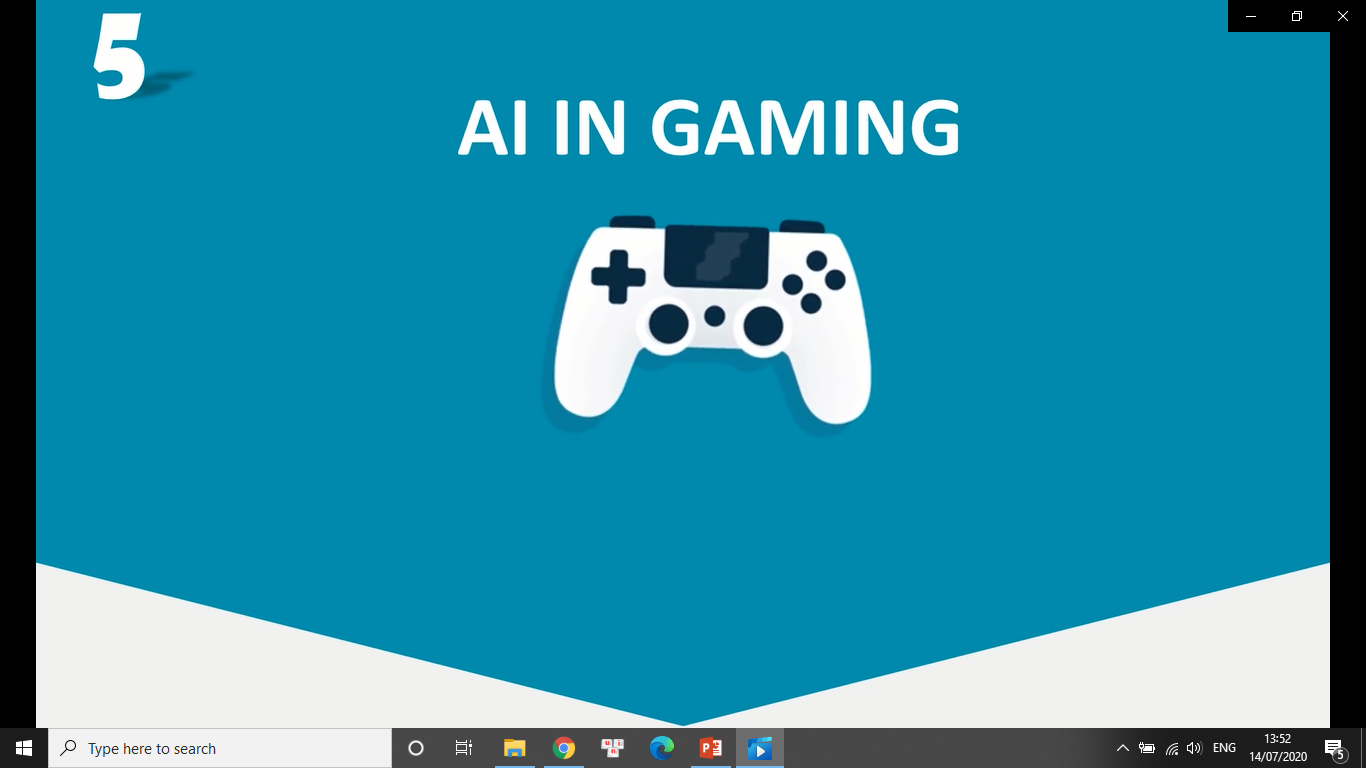 5
AI IN GAMING
Type here to search
ENG
13:52
14/07/2020
5